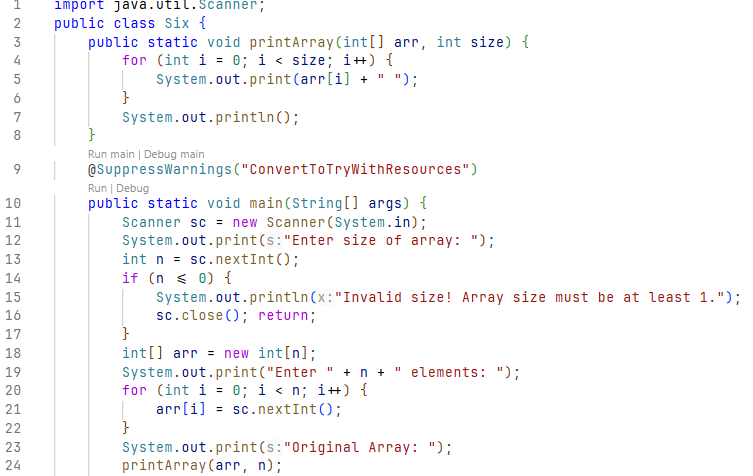 1 import java.util.Scanner;
2 public class Six {
3 public static void printArray(int[] arr, int size) {
4 for (int i = 0; i < size; i++) {
5 System.out.print(arr[i] + " ");
6 }
7 System.out.println();
8 }
Run main | Debug main
9 @SuppressWarnings("ConvertToTryWithResources")
Run | Debug
10 public static void main(String[] args) {
11 Scanner sc = new Scanner(System.in);
12 System.out.print(s:"Enter size of array: ");
13 int n = sc.nextInt();
14 if (n <= 0) {
15 System.out.println(x:"Invalid size! Array size must be at least 1.");
16 sc.close(); return;
17 }
18 int[] arr = new int[n];
19 System.out.print("Enter " + n + " elements: ");
20 for (int i = 0; i < n; i++) {
21 arr[i] = sc.nextInt();
22 }
23 System.out.print(s:"Original Array: ");
24 printArray(arr, n);